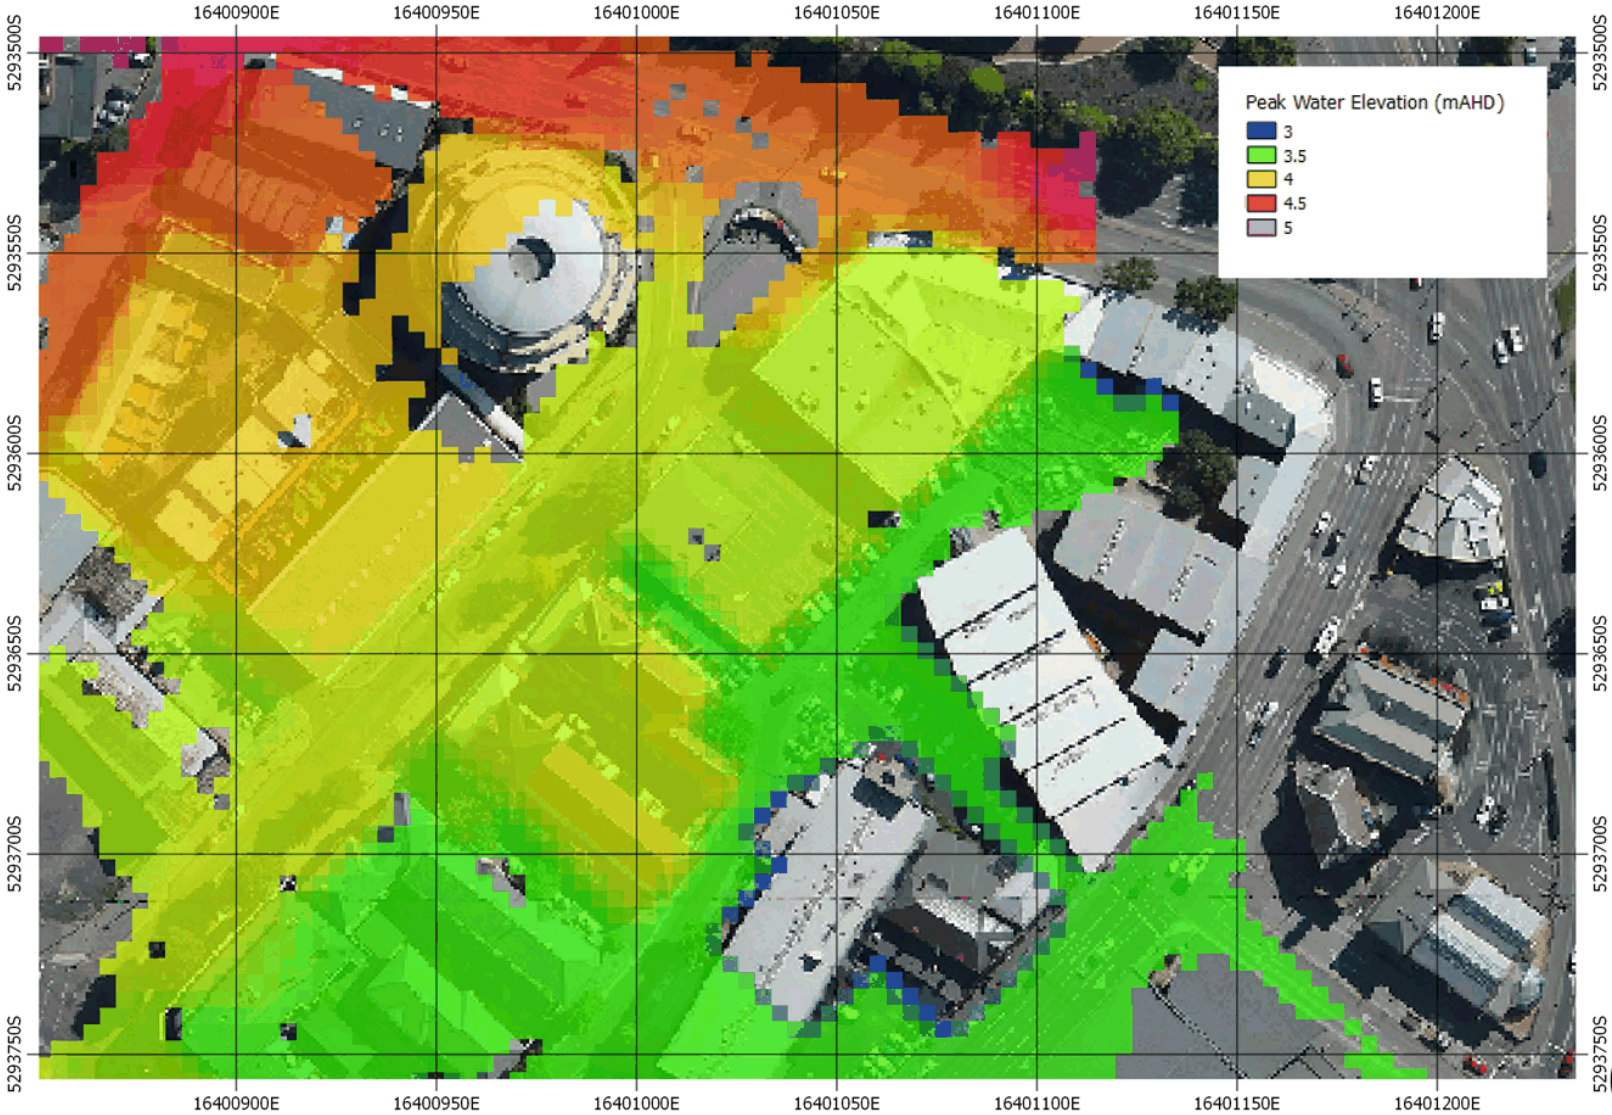 16400900E 16400950E 16401000E 16401050E 16401100E 16401150E 16401200E
5293500S 5293500S
Peak Water Elevation (mAHD)
3
3.5
4
4.5
5
5293550S 5293550S
5293600S 5293600S
5293650S 5293650S
5293700S 5293700S
5293750S 5293750S
16400900E 16400950E 16401000E 16401050E 16401100E 16401150E 16401200E